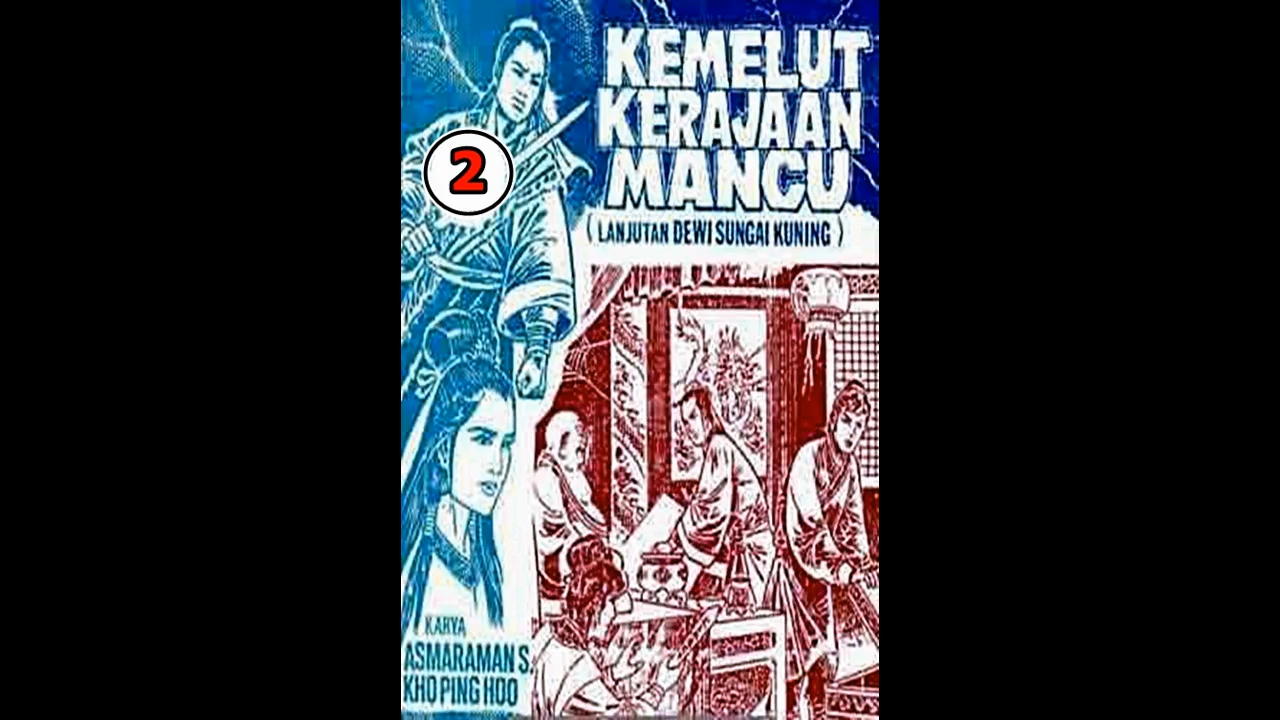 KEMELUT
KERAJAAN
MANCU
(LANJUTAN DEWI SUNGAI KUNING)
2
KARYA
ASMARAMAN S.
KHO PING HOO